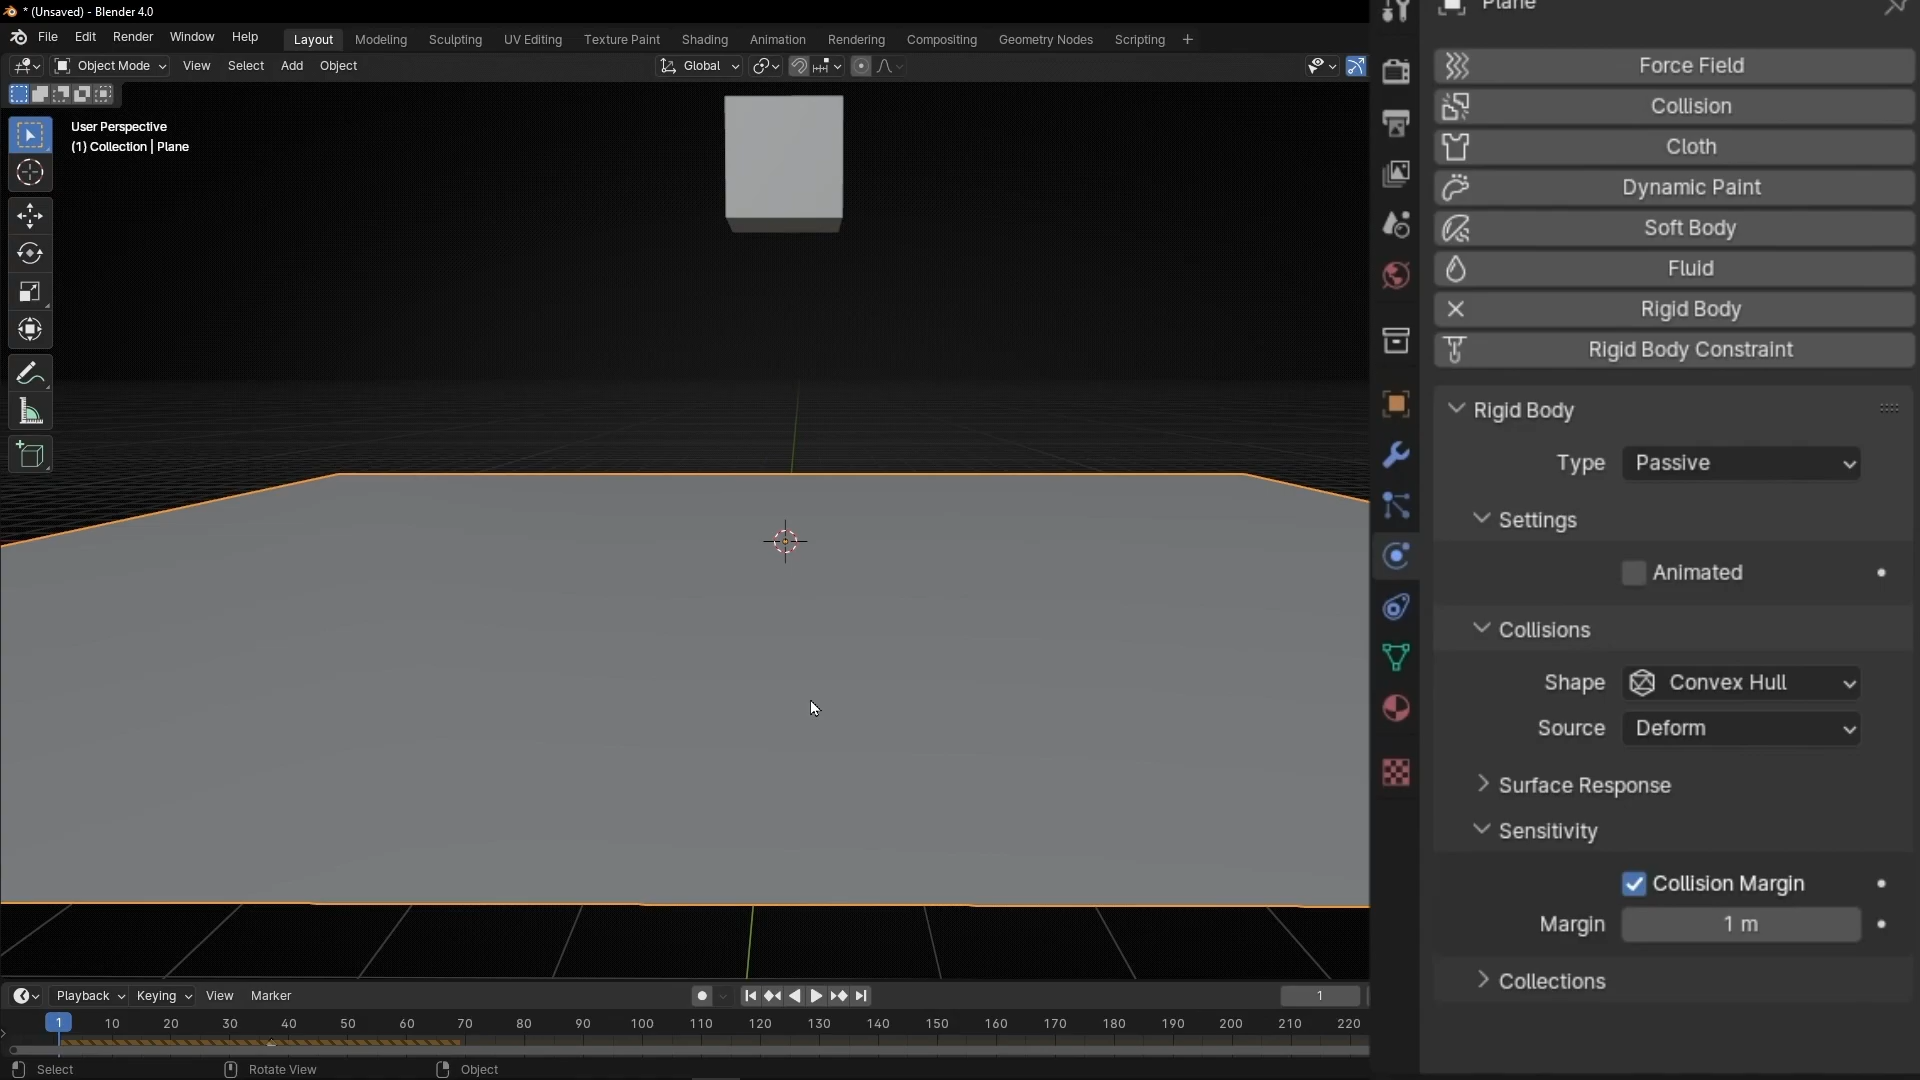 * (Unsaved) - Blender 4.0
File Edit Render Window Help Layout Modeling Sculpting UV Editing Texture Paint Shading Animation Rendering Compositing Geometry Nodes Scripting +
Object Mode View Select Add Object Global
User Perspective
(1) Collection | Plane
Plane
Force Field
Collision
Cloth
Dynamic Paint
Soft Body
Fluid
Rigid Body
Rigid Body Constraint
Rigid Body
Type Passive
Settings
Animated
Collisions
Shape Convex Hull
Source Deform
Surface Response
Sensitivity
Collision Margin
Margin 1 m
Collections
Playback Keying View Marker 1
1 10 20 30 40 50 60 70 80 90 100 110 120 130 140 150 160 170 180 190 200 210 220
Select Rotate View Object